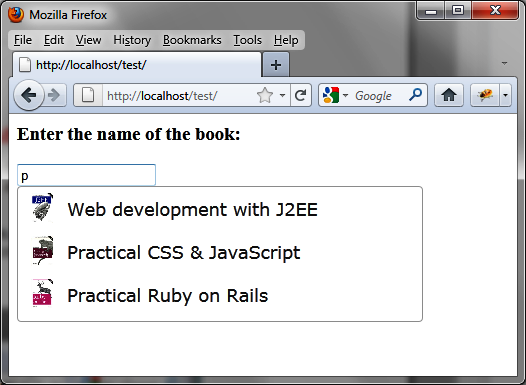 Mozilla Firefox
File Edit View History Bookmarks Tools Help
http://localhost/test/
http://localhost/test/ Google
Enter the name of the book:
p
Web development with J2EE
Practical CSS & JavaScript
Practical Ruby on Rails